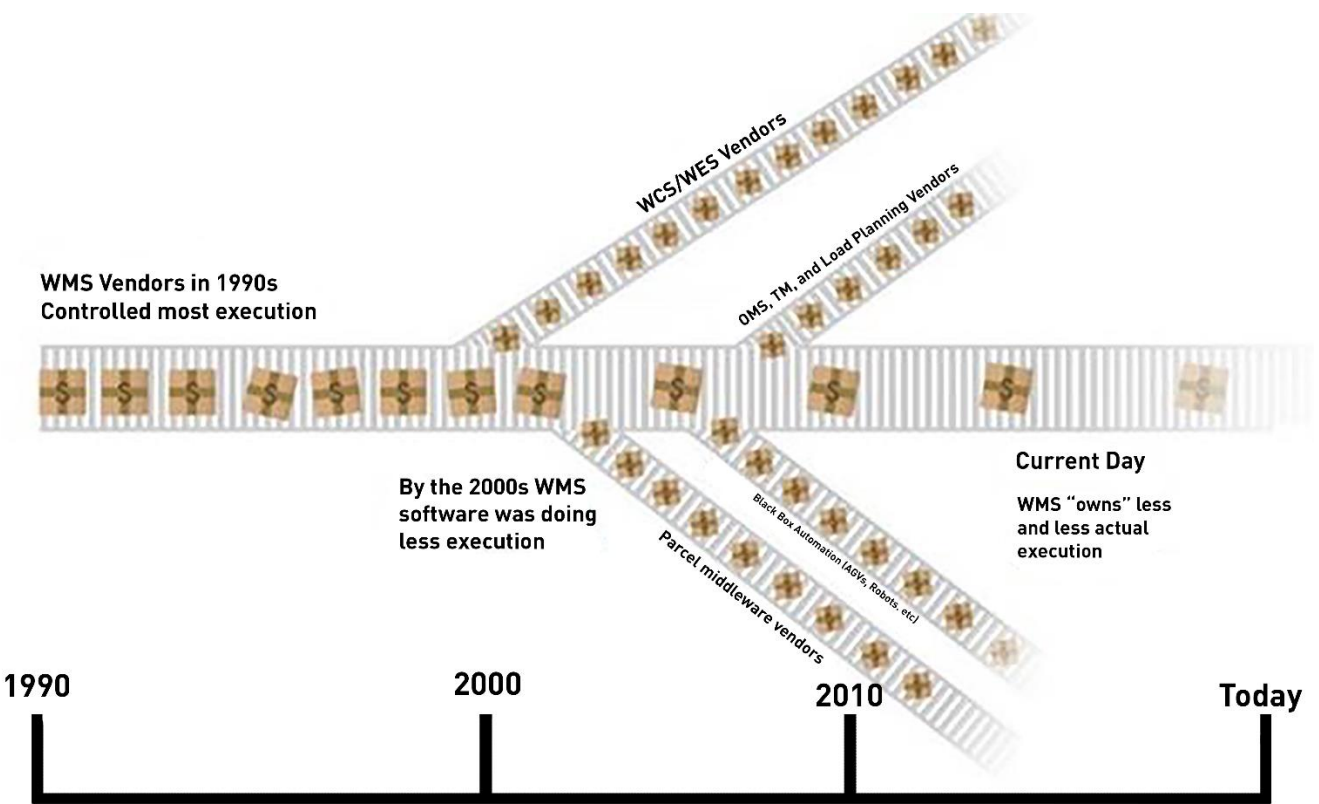 WCS/WES Vendors
OMS, TM, and Load Planning Vendors
WMS Vendors in 1990s
Controlled most execution
$ $ $ $ $ $ $ $ $ $ $ $
By the 2000s WMS
software was doing
less execution
Parcel middleware vendors
Black Box Automation (AGVs, Robots. etc)
Current Day
WMS “owns” less
and less actual
execution
1990
2000
2010
Today